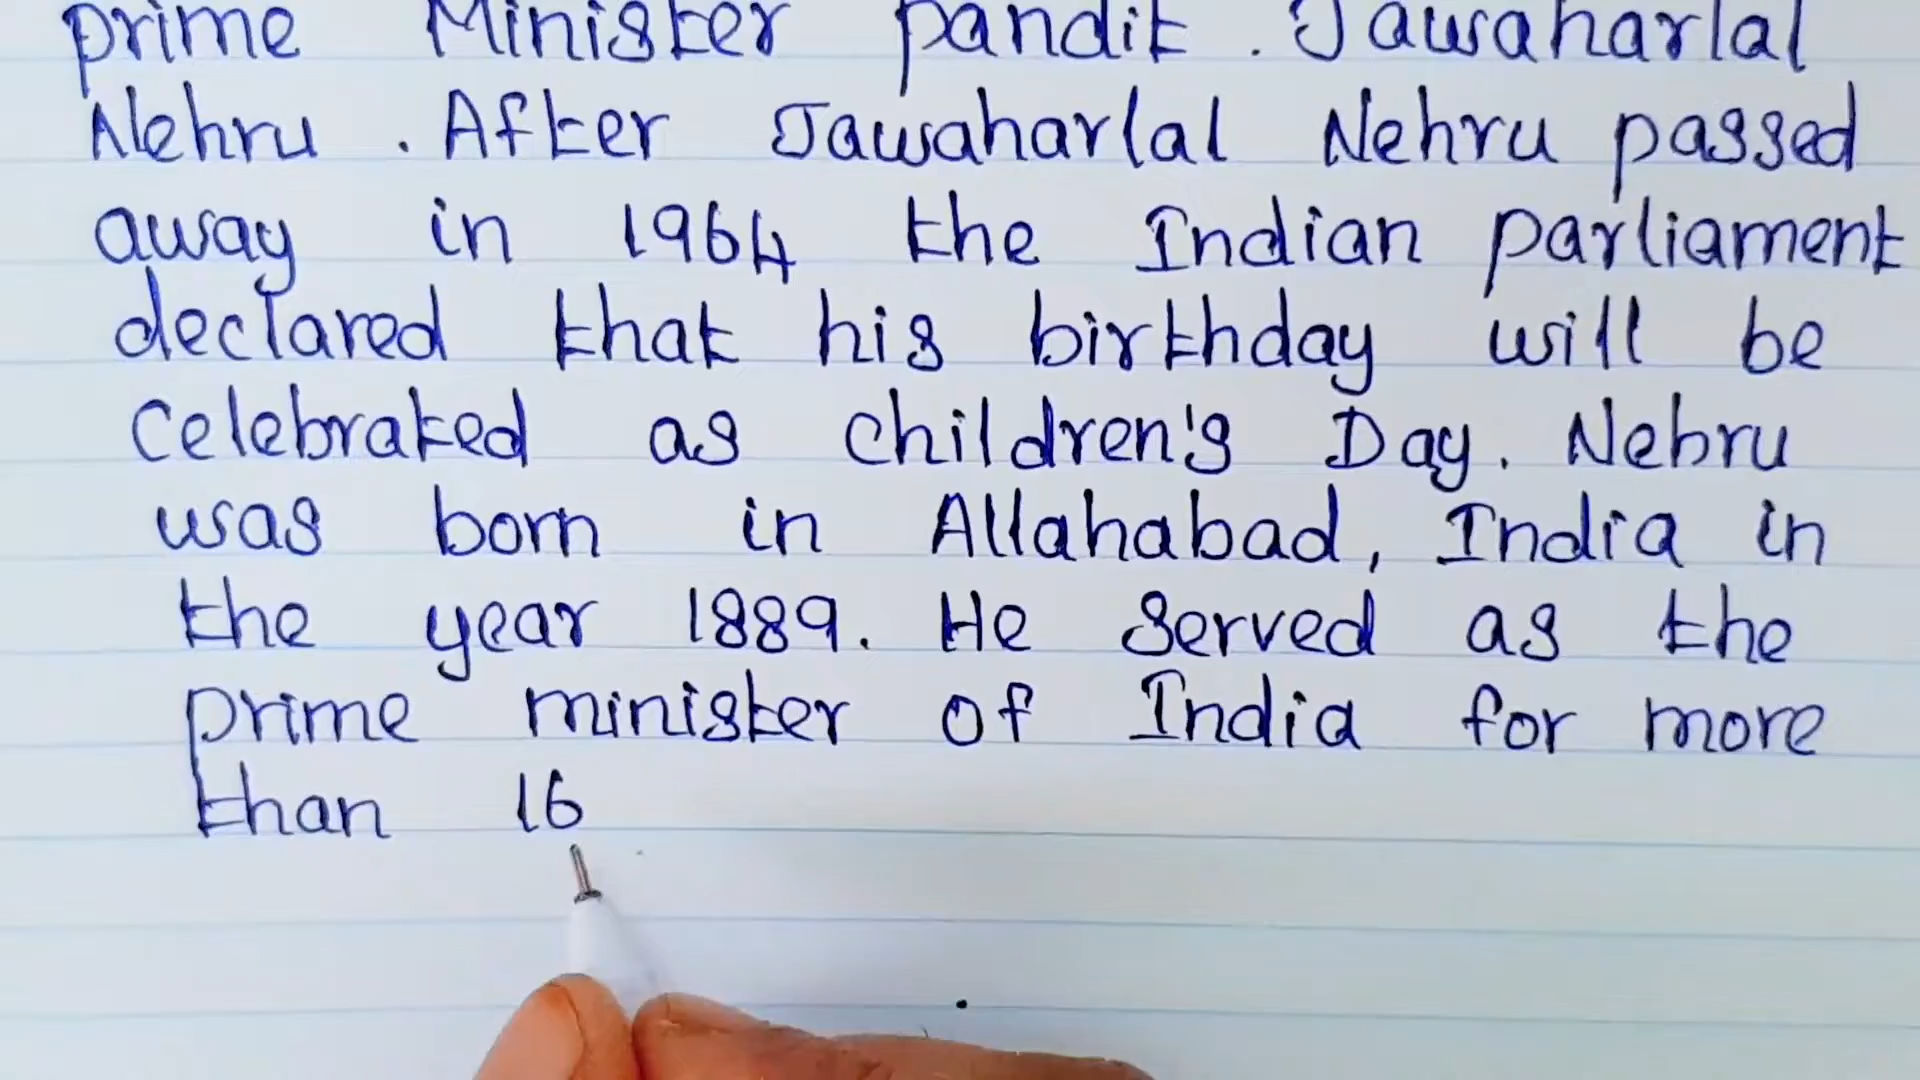 prime Minister pandit. Jawaharlal
Nehru. After Jawaharlal Nehru passed
away in 1964 the Indian parliament
declared that his birthday will be
Celebrated as children's Day. Nehru
was born in Allahabad, India in
the year 1889. He Served as the
prime minister of India for more
than 16